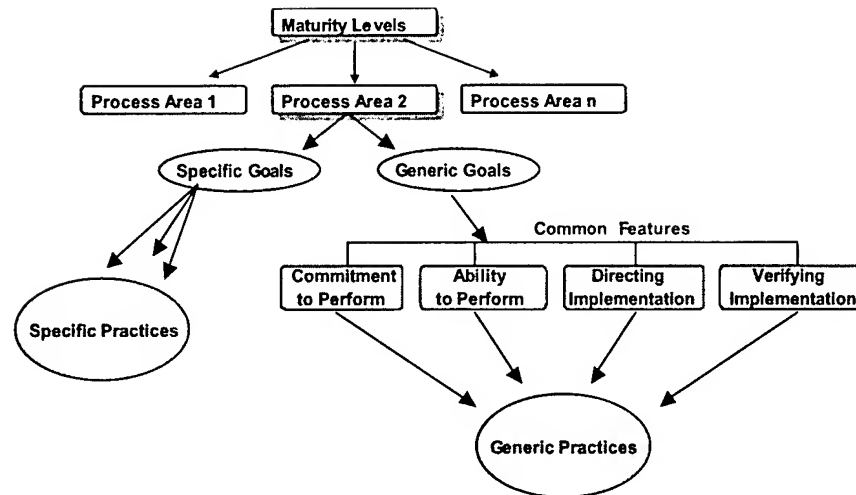 Maturity Levels
Process Area 1
Process Area 2
Process Area n
Specific Goals
Generic Goals
Common Features
Commitment
to Perform
Ability
to Perform
Directing
Implementation
Verifying
Implementation
Specific Practices
Generic Practices